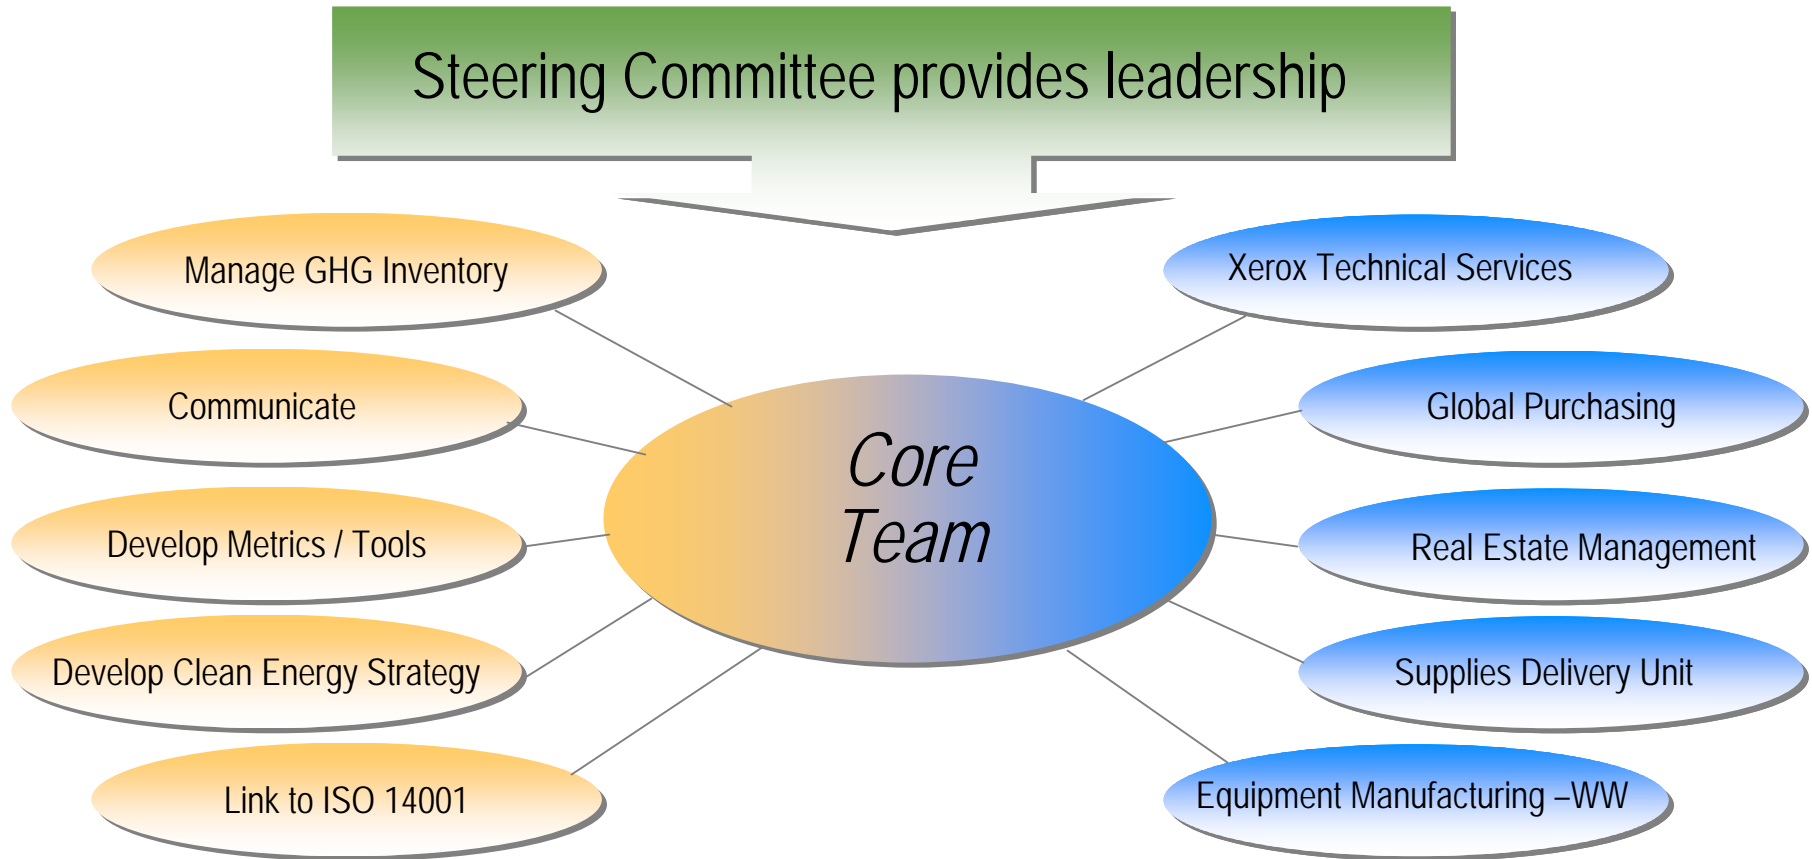 Steering Committee provides leadership
Manage GHG Inventory
Communicate
Develop Metrics / Tools
Develop Clean Energy Strategy
Link to ISO 14001
Core
Team
Xerox Technical Services
Global Purchasing
Real Estate Management
Supplies Delivery Unit
Equipment Manufacturing –WW